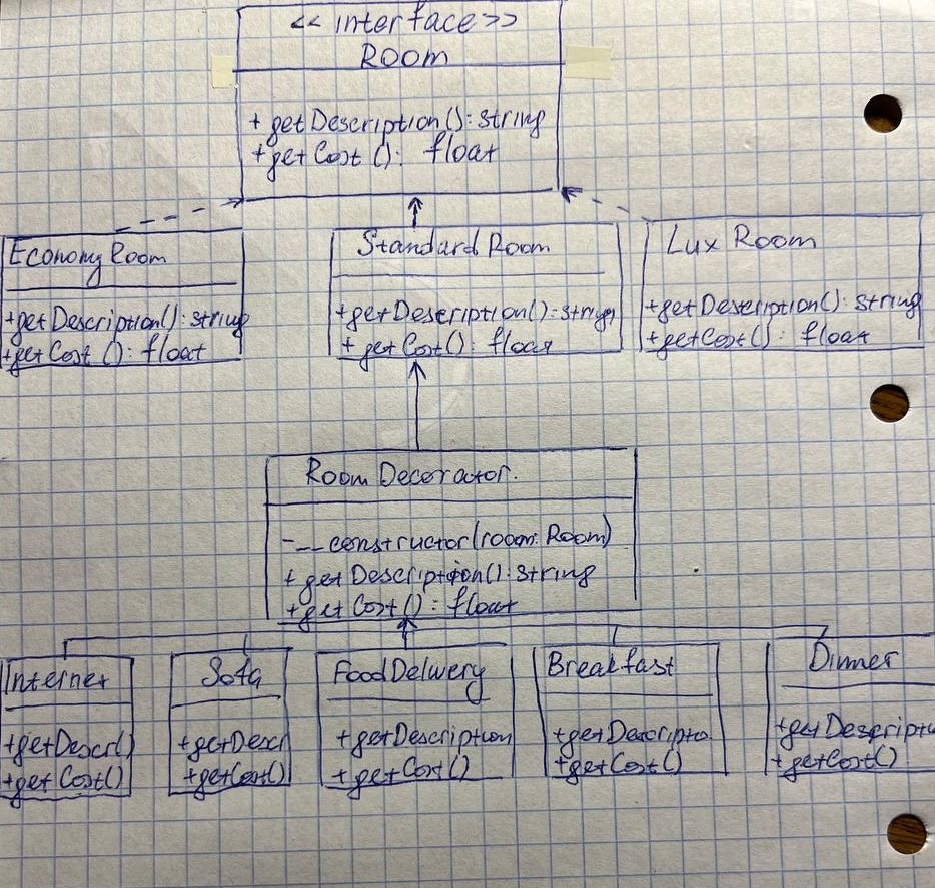 << interface >>
Room
+ getDescription(): string
+ getCost(): float
EconomyRoom
+getDescription(): string
+getCost(): float
Standard Room
+getDescription(): string
+ getCost(): float
Lux Room
+getDescription(): string
+getCost(): float
Room Decorator.
-__constructor(room: Room)
+ getDescription(): string
+getCost(): float
Internet
+getDescr()
+getCost()
Sofa
+getDescr
+getCost()
FoodDelivery
+getDescription
+getCost()
Breakfast
+getDescriptio.
+getCost()
Dinner
+getDescriptio
+getCost()